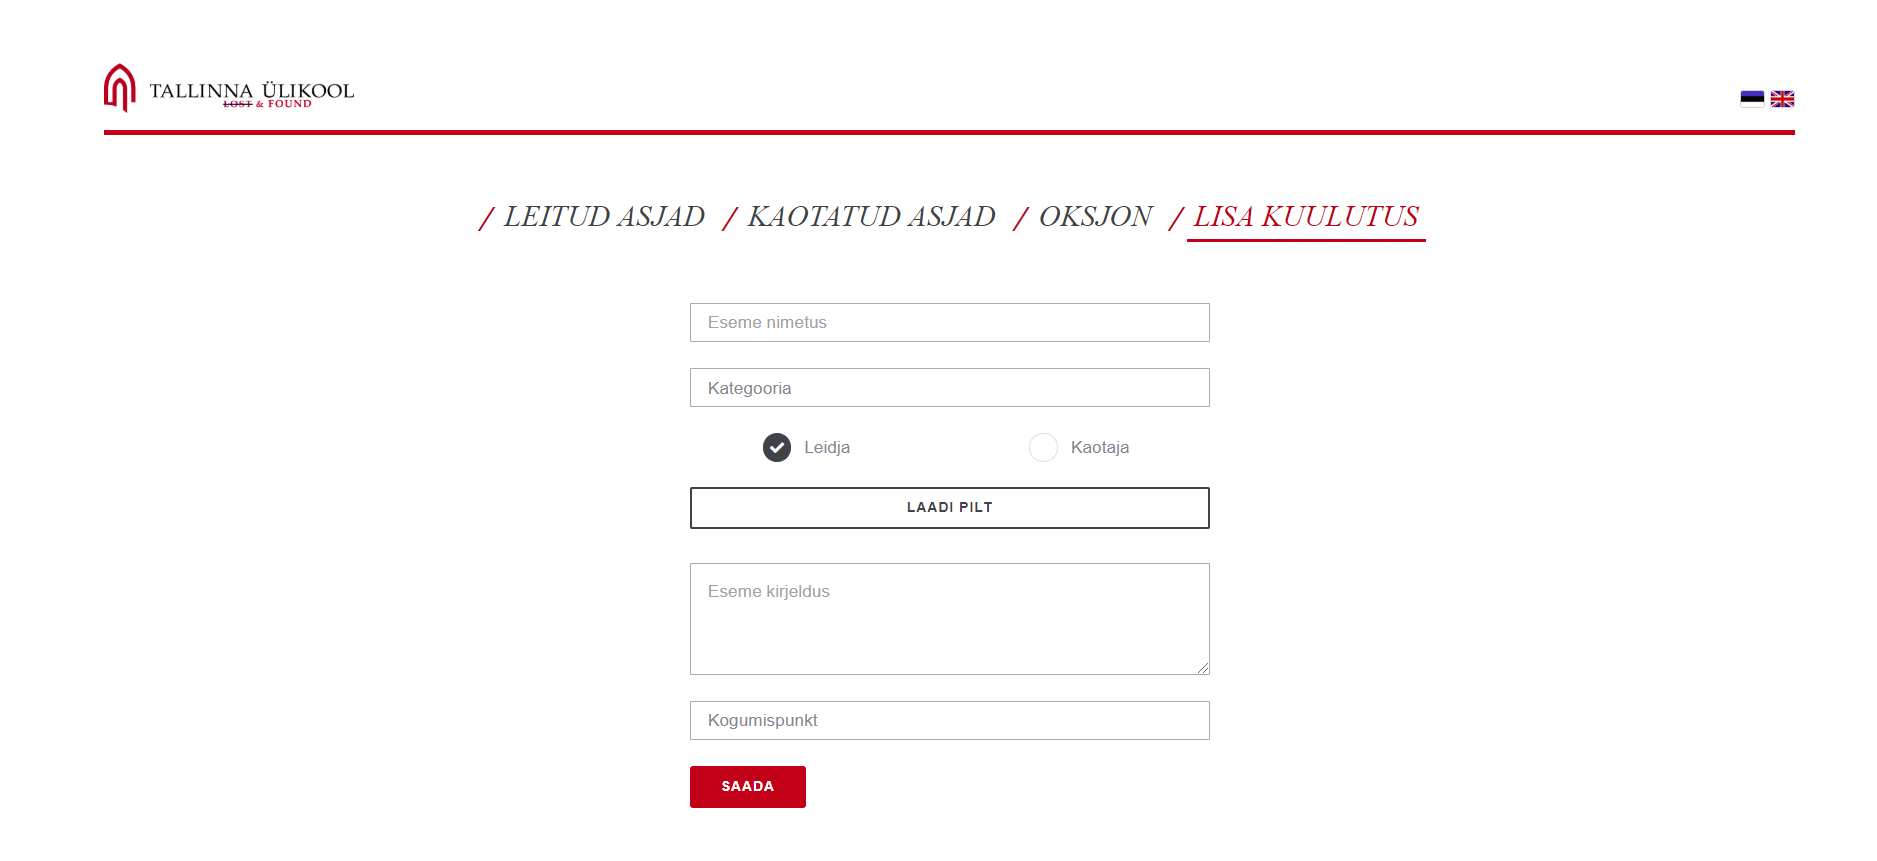 TALLINNA ÜLIKOOL
LOST & FOUND
/ LEITUD ASJAD / KAOTATUD ASJAD / OKSJON / LISA KUULUTUS
Eseme nimetus
Kategooria
Leidja Kaotaja
LAADI PILT
Eseme kirjeldus
Kogumispunkt
SAADA